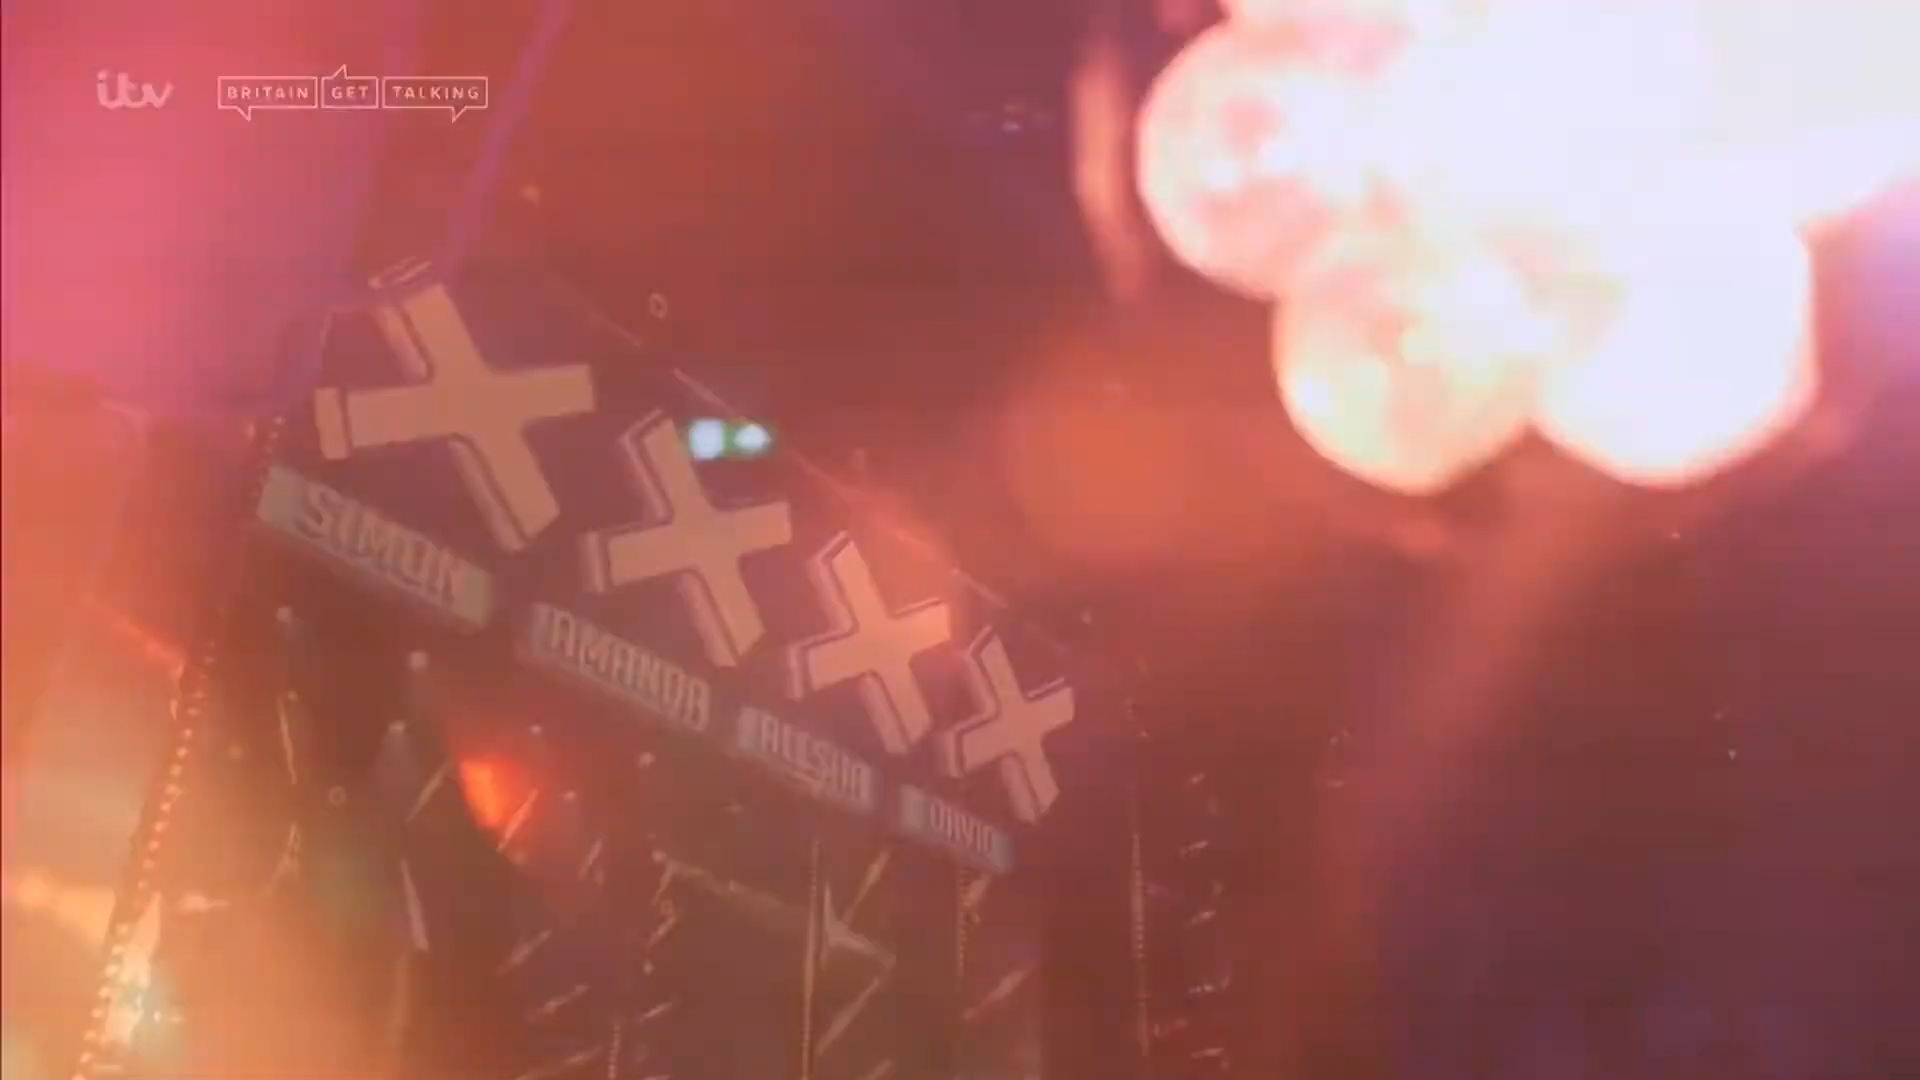 itv
BRITAIN GET TALKING
SIMON
AMANDA
ALESHA
DAVID